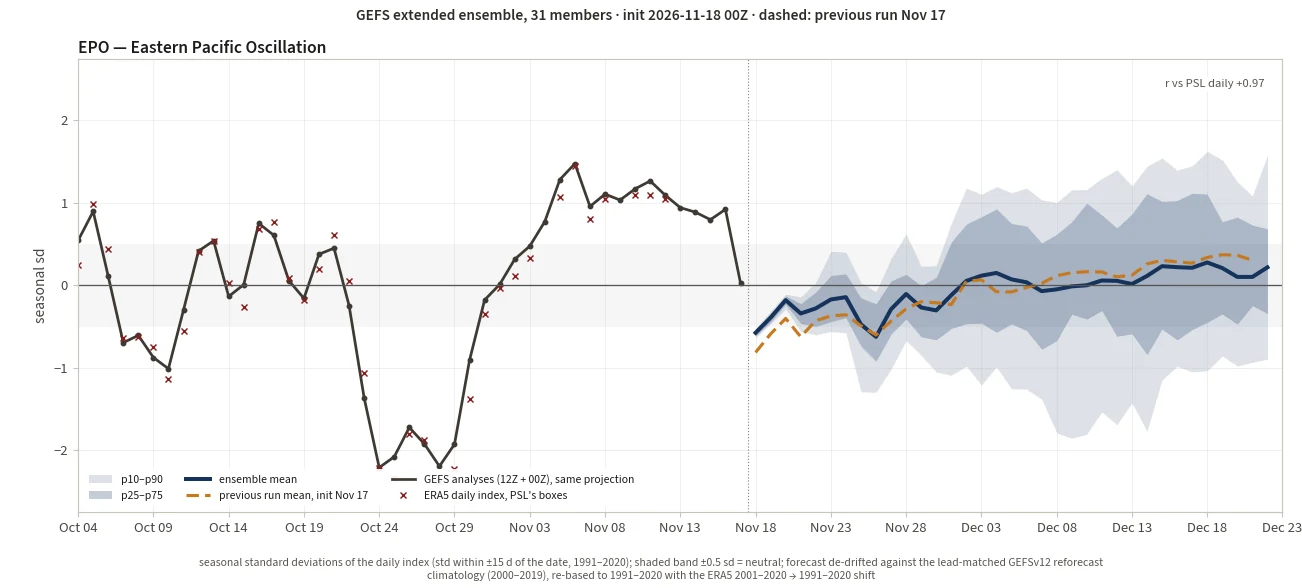 GEFS extended ensemble, 31 members · init 2026-11-18 00Z · dashed: previous run Nov 17
EPO — Eastern Pacific Oscillation
r vs PSL daily +0.97
seasonal sd
2
1
0
−1
−2
p10–p90
p25–p75
ensemble mean
previous run mean, init Nov 17
GEFS analyses (12Z + 00Z), same projection
ERA5 daily index, PSL's boxes
Oct 04 Oct 09 Oct 14 Oct 19 Oct 24 Oct 29 Nov 03 Nov 08 Nov 13 Nov 18 Nov 23 Nov 28 Dec 03 Dec 08 Dec 13 Dec 18 Dec 23
seasonal standard deviations of the daily index (std within ±15 d of the date, 1991–2020); shaded band ±0.5 sd = neutral; forecast de-drifted against the lead-matched GEFSv12 reforecast
climatology (2000–2019), re-based to 1991–2020 with the ERA5 2001–2020 → 1991–2020 shift